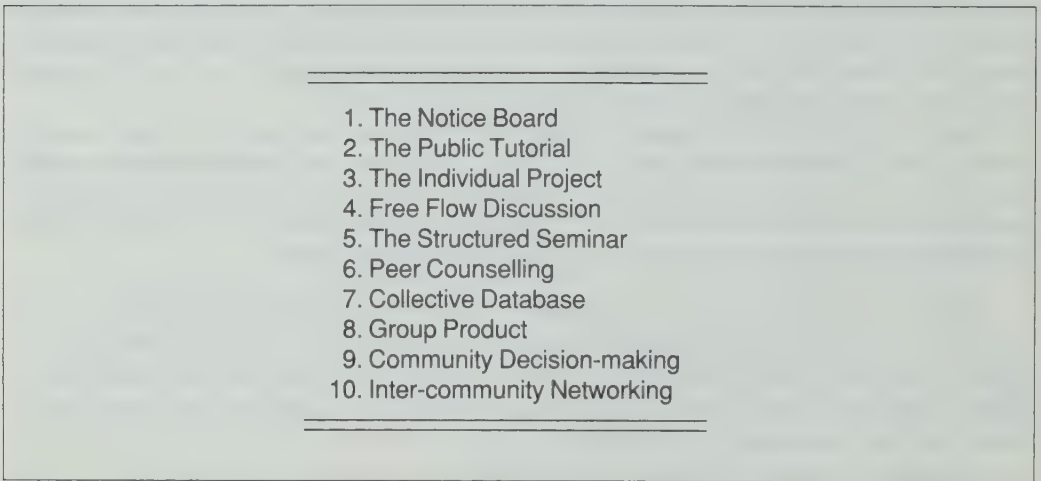 1. The Notice Board
2. The Public Tutorial
3. The Individual Project
4. Free Flow Discussion
5. The Structured Seminar
6. Peer Counselling
7. Collective Database
8. Group Product
9. Community Decision-making
10. Inter-community Networking